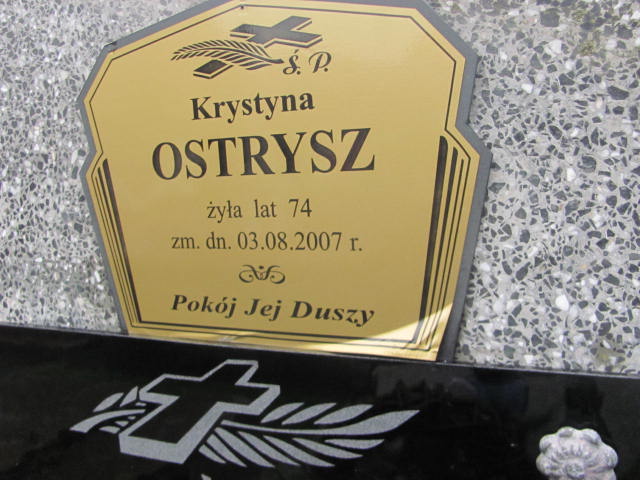 Ś. P.
Krystyna
OSTRYSZ
żyła lat 74
zm. dn. 03.08.2007 r.
Pokój Jej Duszy